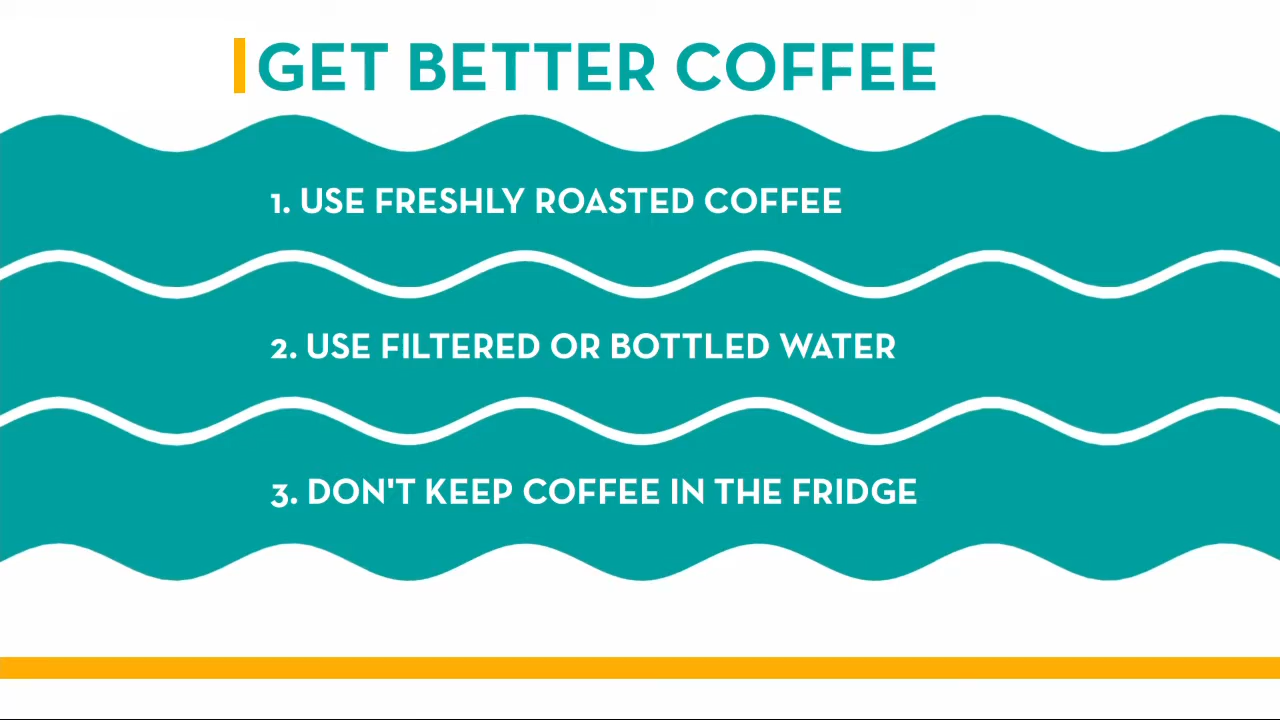 GET BETTER COFFEE
1. USE FRESHLY ROASTED COFFEE
2. USE FILTERED OR BOTTLED WATER
3. DON'T KEEP COFFEE IN THE FRIDGE